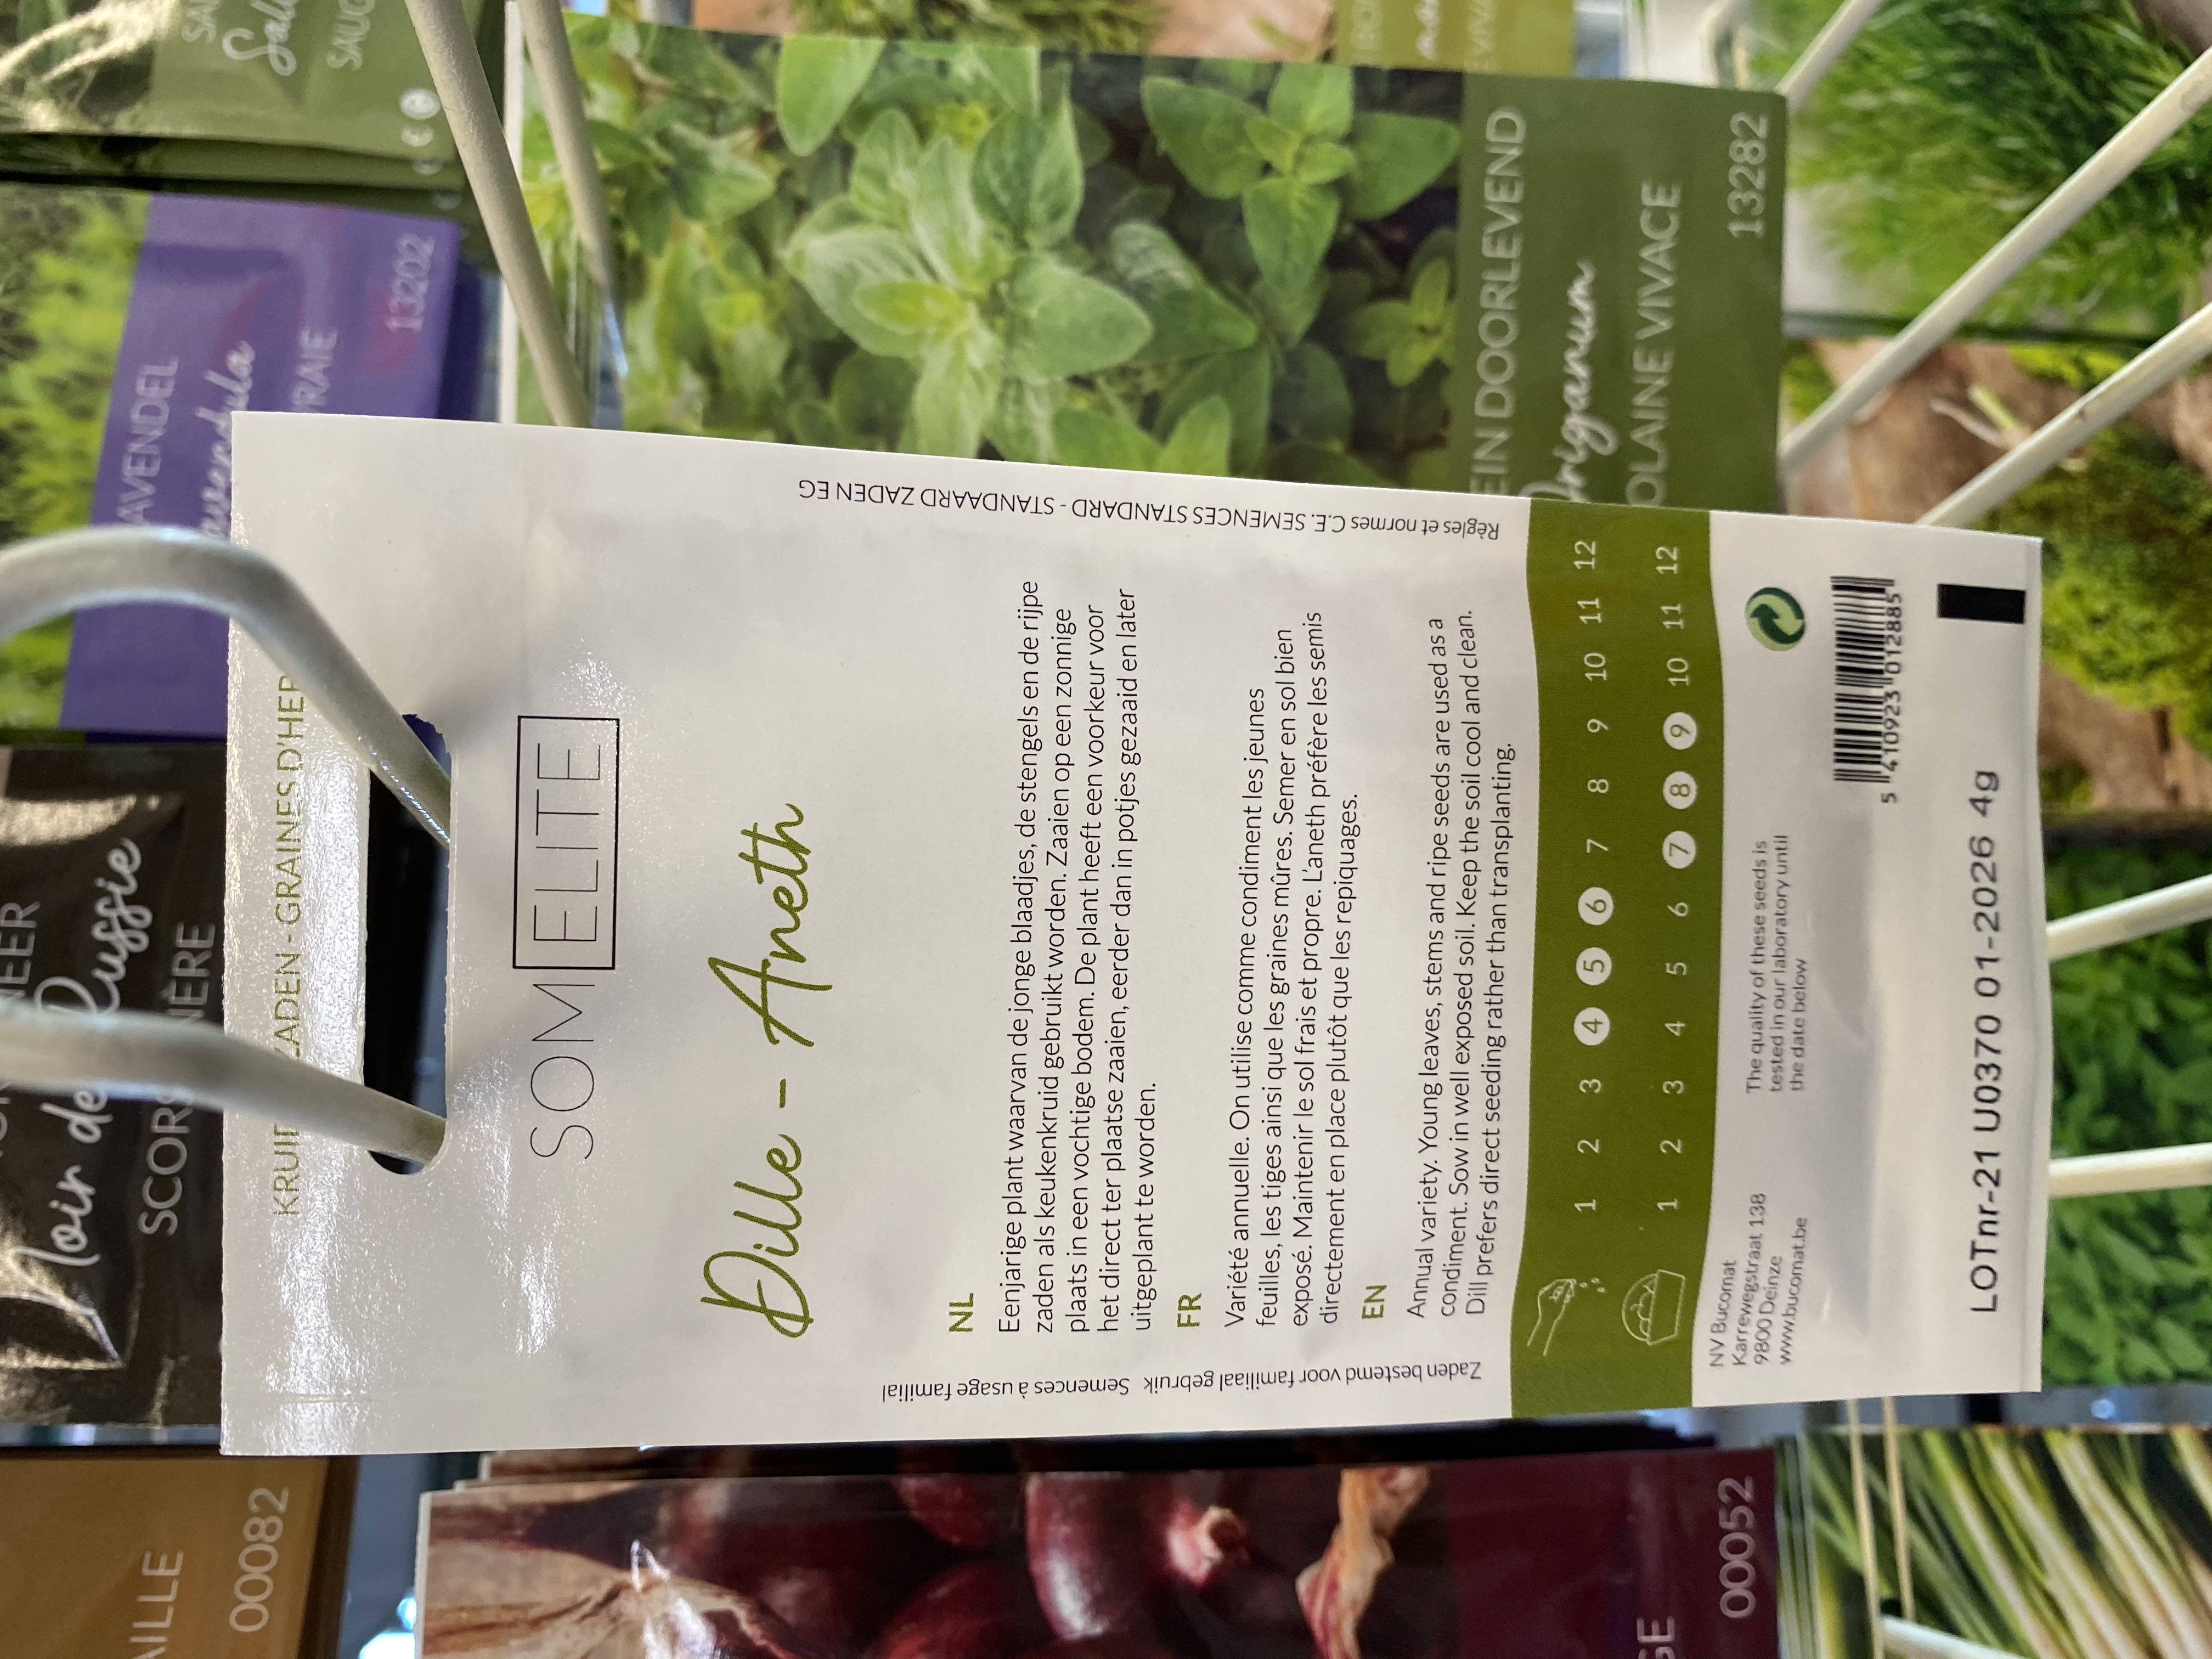 KRUI
ZADEN - GRAINES D'HER
SOMELITE
Dille - Aneth
NL
Eenjarige plant waarvan de jonge blaadjes, de stengels en de rijpe
zaden als keukenkruid gebruikt worden. Zaaien op een zonnige
plaats in een vochtige bodem. De plant heeft een voorkeur voor
het direct ter plaatse zaaien, eerder dan in potjes gezaaid en later
uitgeplant te worden.
FR
Variété annuelle. On utilise comme condiment les jeunes
feuilles, les tiges ainsi que les graines mûres. Semer en sol bien
exposé. Maintenir le sol frais et propre. L'aneth préfère les semis
directement en place plutôt que les repiquages.
EN
Annual variety. Young leaves, stems and ripe seeds are used as a
condiment. Sow in well exposed soil. Keep the soil cool and clean.
Dill prefers direct seeding rather than transplanting.
Zaden bestemd voor familiaal gebruik Semences à usage familial
Règles et normes C.E. SEMENCES STANDARD - STANDAARD ZADEN EG
1 2 3 4 5 6 7 8 9 10 11 12
1 2 3 4 5 6 7 8 9 10 11 12
NV Bucomat
Karrewegstraat 138
9800 Deinze
www.bucomat.be
The quality of these seeds is
tested in our laboratory until
the date below
5 410923 012885
LOTnr-21 U0370 01-2026 4g
EIN DOORLEVEND
Origanum
OLAINE VIVACE
13282
AVENDEL
avendula
VRAIE
13202
SAUG
NEER
Noir de Russie
SCORSONÈRE
AILLE
00082
GE
00052